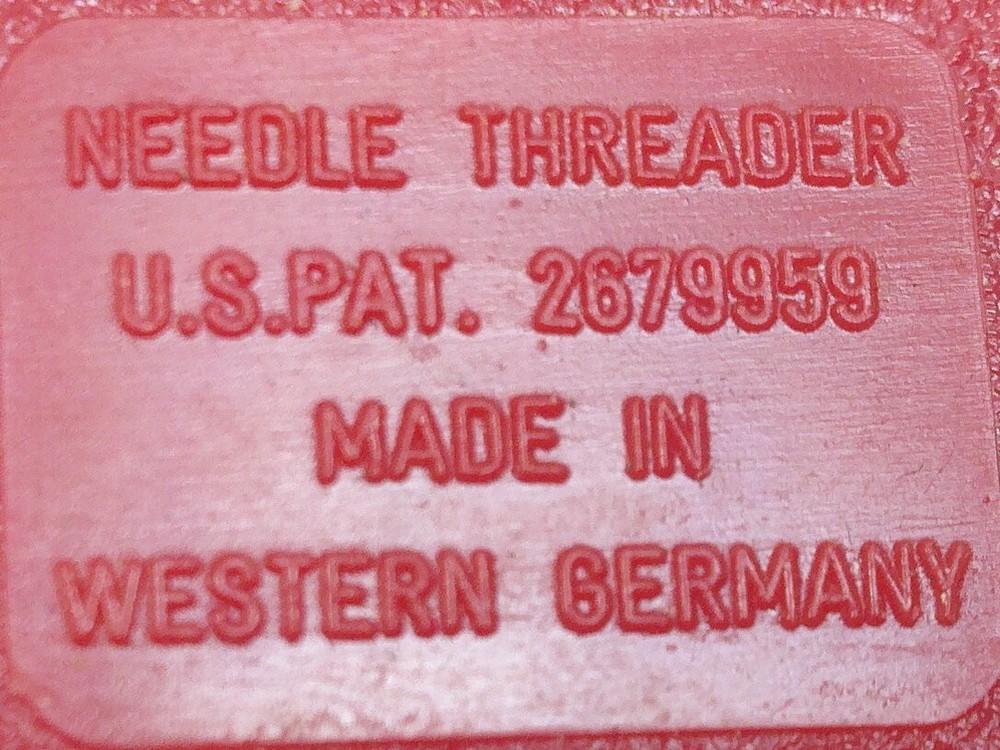 NEEDLE THREADER
U.S.PAT. 2679959
MADE IN
WESTERN GERMANY